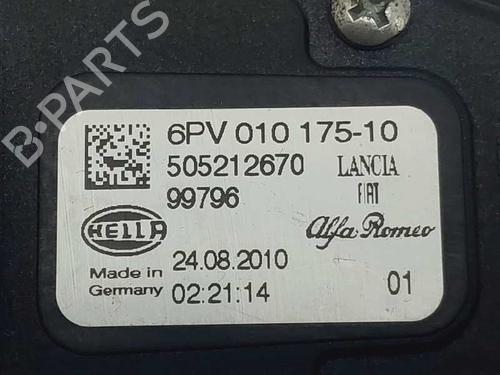 B-PARTS
6PV 010 175-10
505212670 LANCIA
99796 FIAT
HELLA Alfa Romeo
Made in Germany 24.08.2010
02:21:14 01